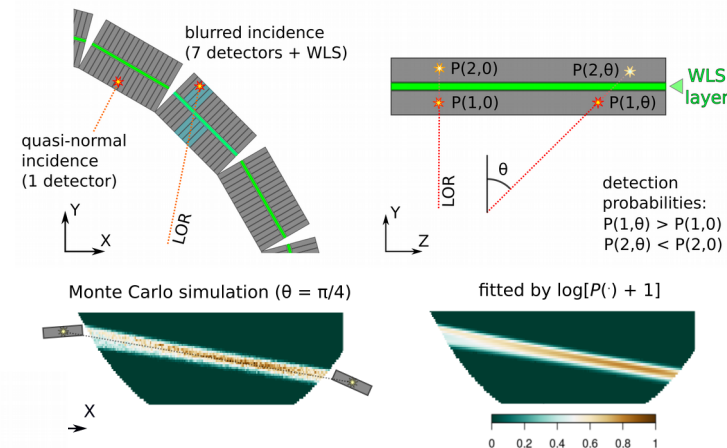 blurred incidence
(7 detectors + WLS)
quasi-normal
incidence
(1 detector)
LOR
Y
X
P(2,0)
P(2,θ)
WLS
layer
P(1,0)
P(1,θ)
LOR
θ
Y
Z
detection
probabilities:
P(1,θ) > P(1,0)
P(2,θ) < P(2,0)
Monte Carlo simulation (θ = π/4)
fitted by log[P(·) + 1]
X
0 0.2 0.4 0.6 0.8 1